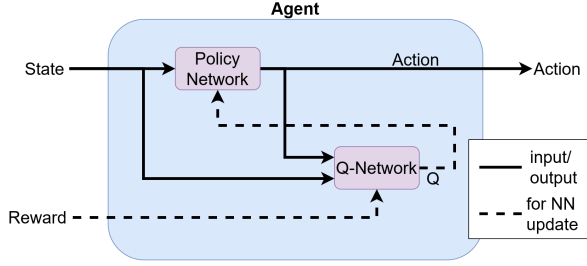 Agent
State
Policy
Network
Action
Action
Q-Network
Q
Reward
input/
output
for NN
update